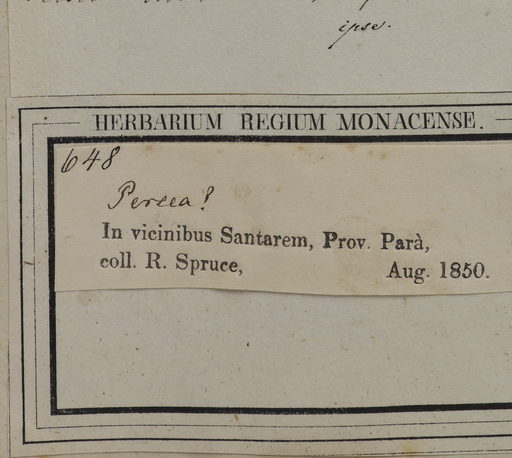 ipse.
HERBARIUM REGIUM MONACENSE.
648
Persea?
In vicinibus Santarem, Prov. Parà,
coll. R. Spruce, Aug. 1850.